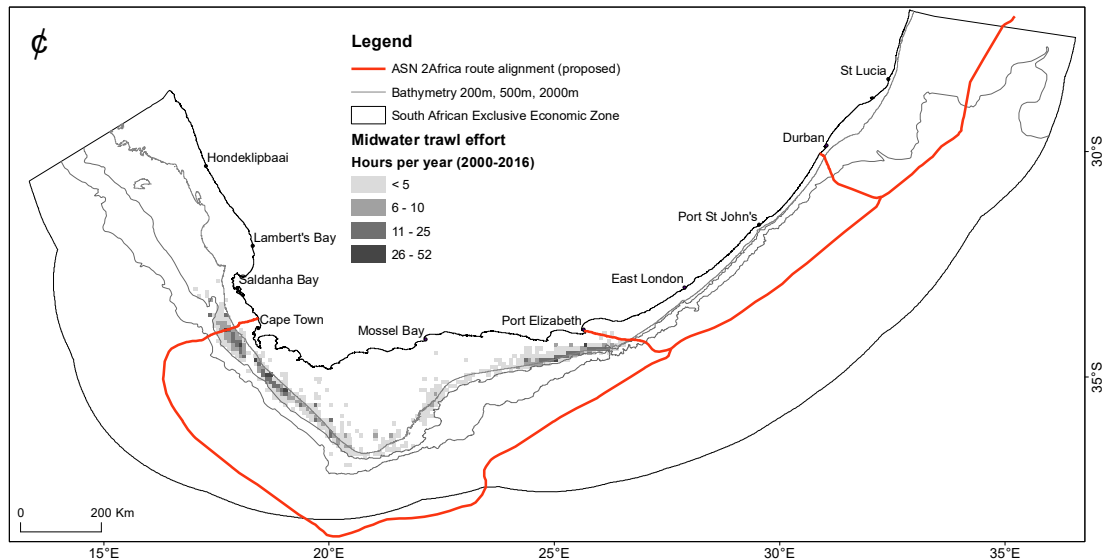 ¢
Legend
ASN 2Africa route alignment (proposed)
Bathymetry 200m, 500m, 2000m
South African Exclusive Economic Zone
Midwater trawl effort
Hours per year (2000-2016)
< 5
6 - 10
11 - 25
26 - 52
St Lucia
Durban
30°S
Hondeklipbaai
Port St John's
Lambert's Bay
East London
Saldanha Bay
Cape Town
Port Elizabeth
Mossel Bay
35°S
0 200 Km
15°E 20°E 25°E 30°E 35°E